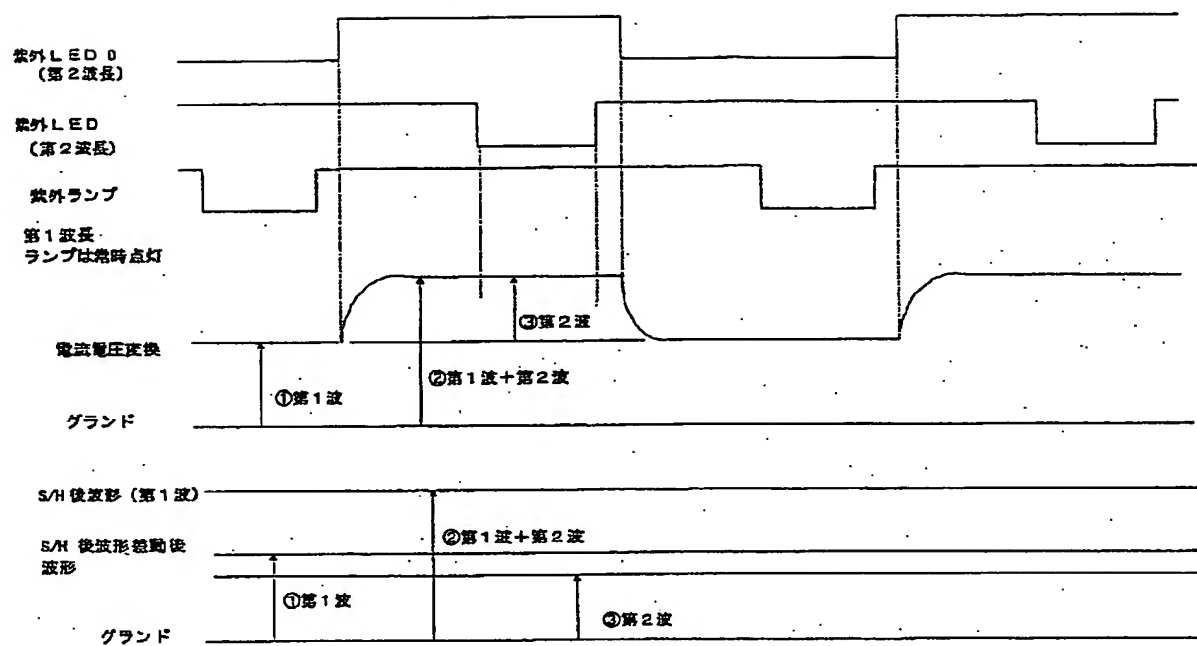 紫外ＬＥＤ０
（第２波長）
紫外ＬＥＤ
（第２波長）
紫外ランプ
第１波長
ランプは常時点灯
③第２波
電流電圧変換
②第１波＋第２波
①第１波
グランド
S/H 後波形（第１波）
②第１波＋第２波
S/H 後波形差動後
波形
①第１波
③第２波
グランド